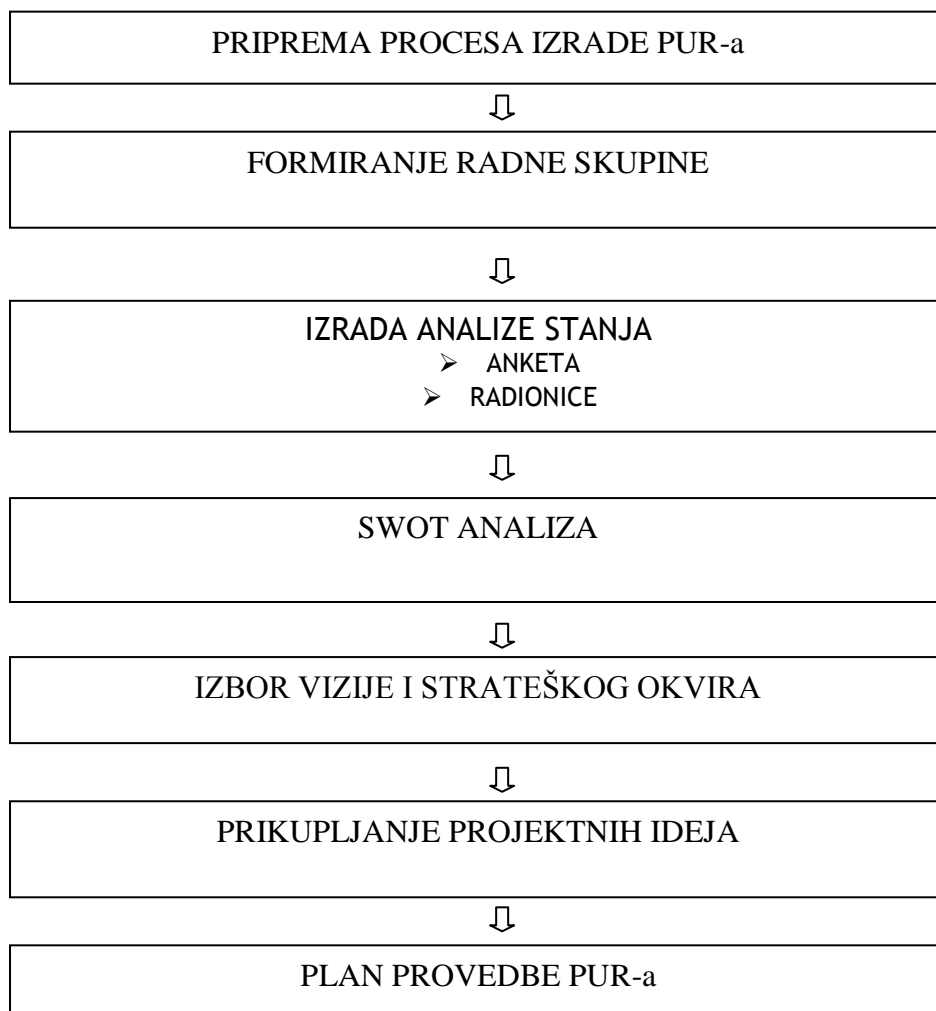 PRIPREMA PROCESA IZRADE PUR-a
FORMIRANJE RADNE SKUPINE
IZRADA ANALIZE STANJA
➢ ANKETA
➢ RADIONICE
SWOT ANALIZA
IZBOR VIZIJE I STRATEŠKOG OKVIRA
PRIKUPLJANJE PROJEKTNIH IDEJA
PLAN PROVEDBE PUR-a